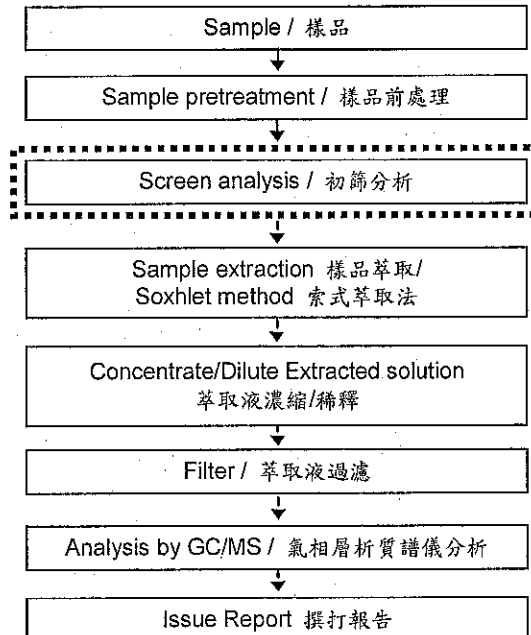 Sample / 樣品
Sample pretreatment / 樣品前處理
Screen analysis / 初篩分析
Sample extraction 樣品萃取/
Soxhlet method 索式萃取法
Concentrate/Dilute Extracted solution
萃取液濃縮/稀釋
Filter / 萃取液過濾
Analysis by GC/MS / 氣相層析質譜儀分析
Issue Report 撰打報告